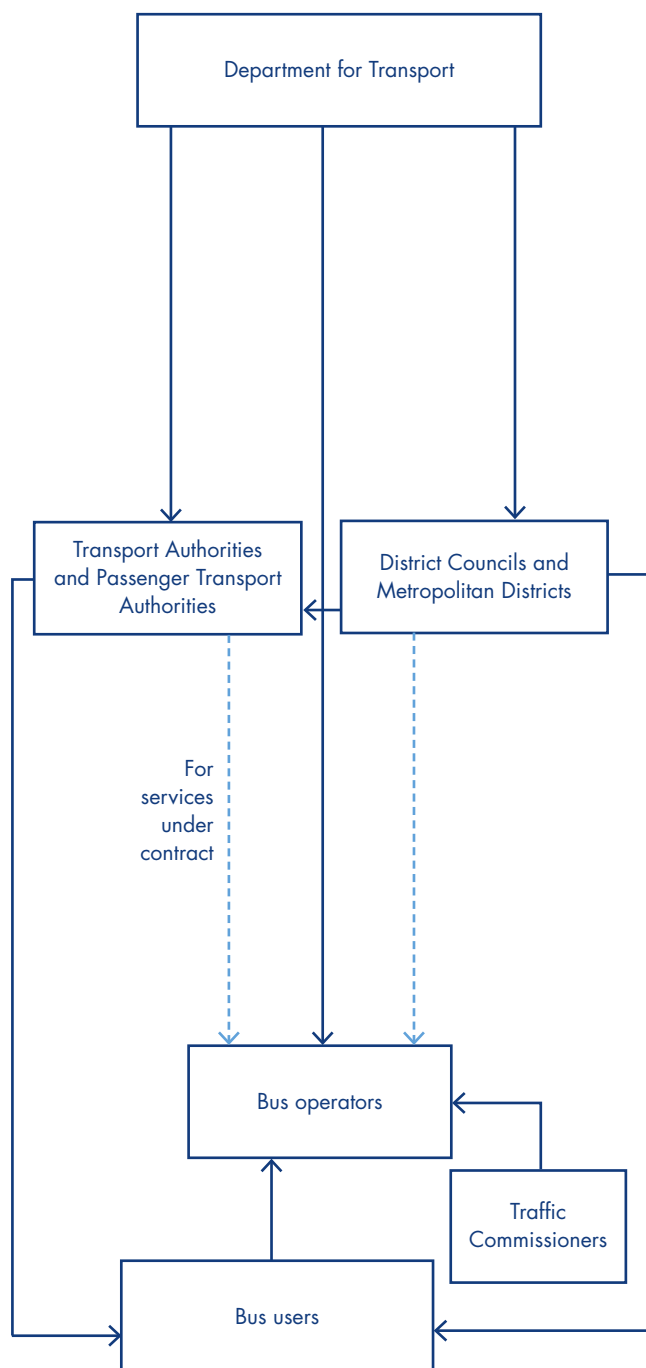 Department for Transport
Transport Authorities
and Passenger Transport
Authorities
District Councils and
Metropolitan Districts
For
services
under
contract
Bus operators
Traffic
Commissioners
Bus users